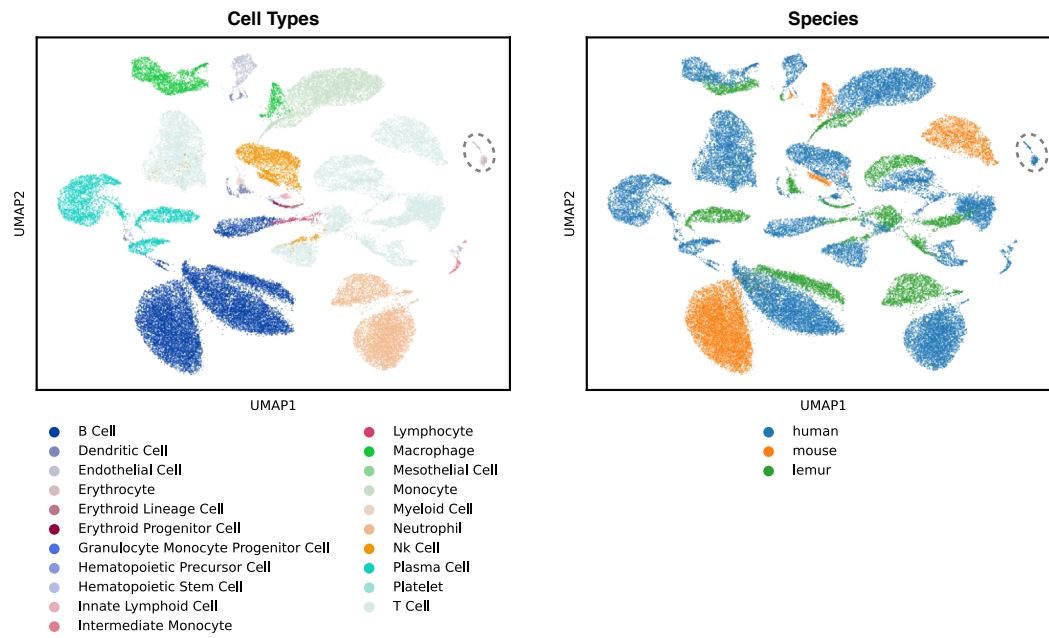 Cell Types
Species
UMAP2
UMAP2
UMAP1
UMAP1
B Cell
Dendritic Cell
Endothelial Cell
Erythrocyte
Erythroid Lineage Cell
Erythroid Progenitor Cell
Granulocyte Monocyte Progenitor Cell
Hematopoietic Precursor Cell
Hematopoietic Stem Cell
Innate Lymphoid Cell
Intermediate Monocyte
Lymphocyte
Macrophage
Mesothelial Cell
Monocyte
Myeloid Cell
Neutrophil
Nk Cell
Plasma Cell
Platelet
T Cell
human
mouse
lemur